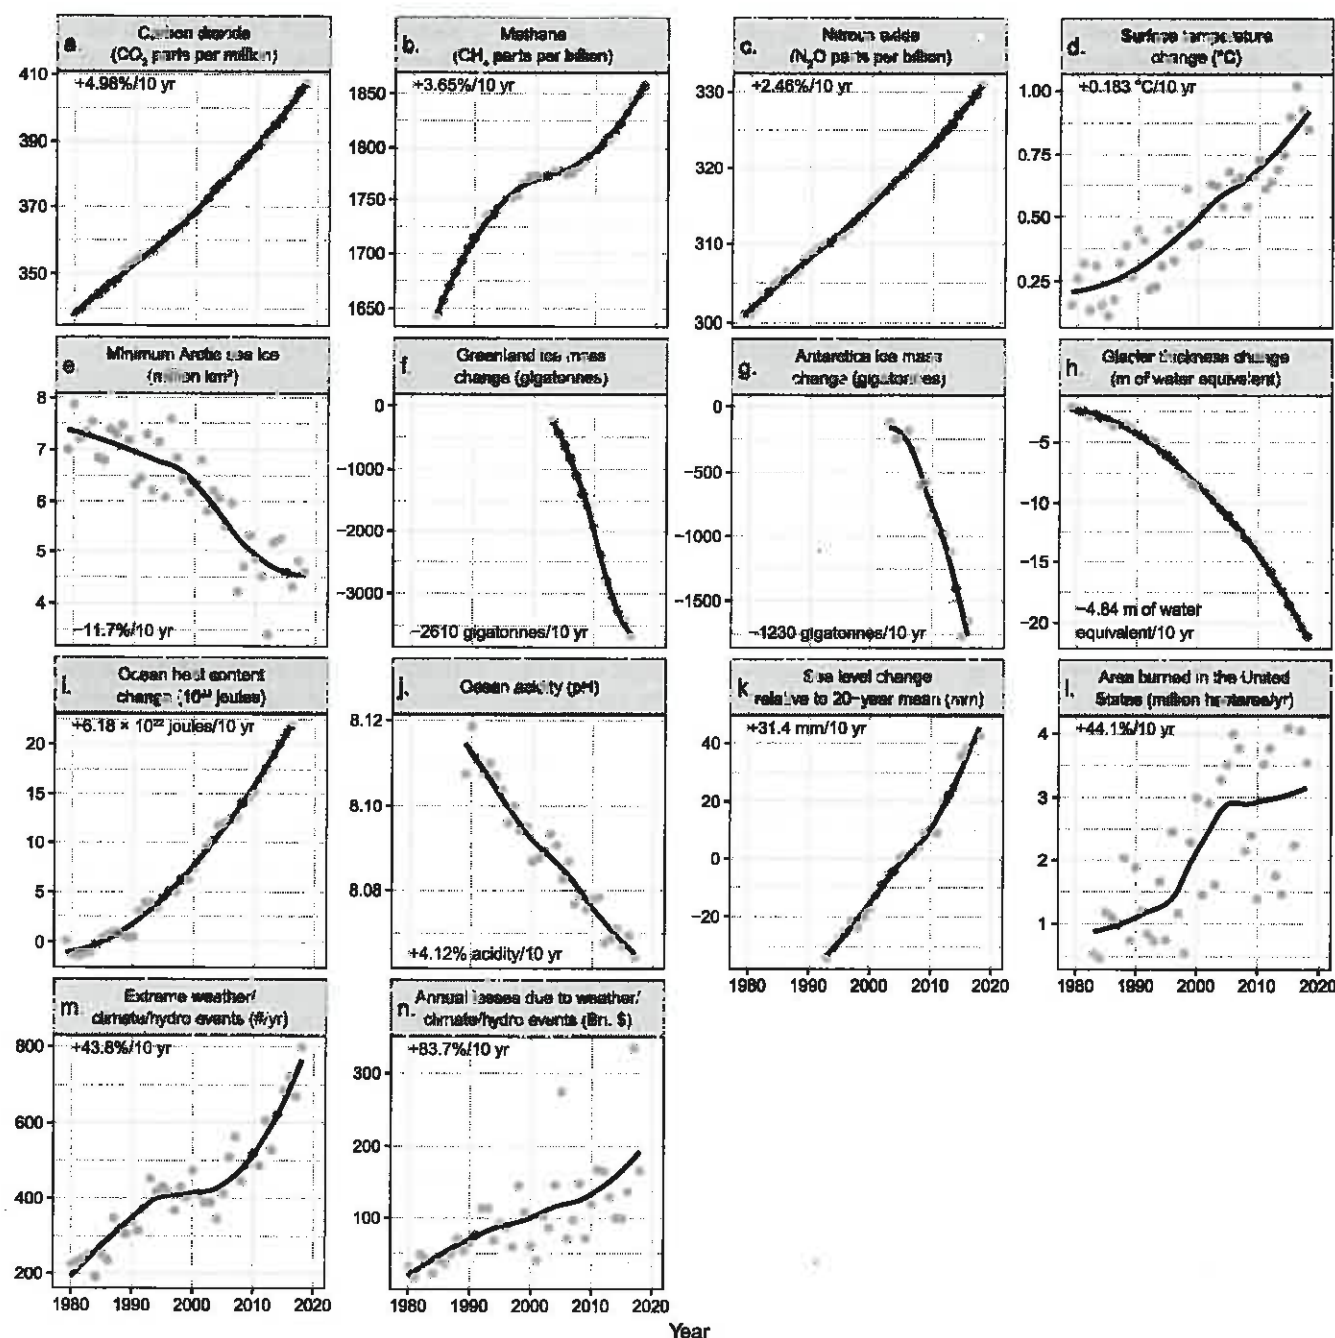 a. Carbon dioxide
(CO₂ parts per million)
+4.98%/10 yr
410
390
370
350
b. Methane
(CH₄ parts per billion)
+3.65%/10 yr
1850
1800
1750
1700
1650
c. Nitrous oxide
(N₂O parts per billion)
+2.46%/10 yr
330
320
310
300
d. Surface temperature
change (°C)
+0.183 °C/10 yr
1.00
0.75
0.50
0.25
e. Minimum Arctic sea ice
(million km²)
8
7
6
5
4
−11.7%/10 yr
f. Greenland ice mass
change (gigatonnes)
0
−1000
−2000
−3000
−2610 gigatonnes/10 yr
g. Antarctica ice mass
change (gigatonnes)
0
−500
−1000
−1500
−1230 gigatonnes/10 yr
h. Glacier thickness change
(m of water equivalent)
−5
−10
−15
−20
−4.84 m of water
equivalent/10 yr
i. Ocean heat content
change (10²² joules)
+6.18 × 10²² joules/10 yr
20
15
10
5
0
j. Ocean acidity (pH)
8.12
8.10
8.08
+4.12% acidity/10 yr
k. Sea level change
relative to 20−year mean (mm)
+31.4 mm/10 yr
40
20
0
−20
1980 1990 2000 2010 2020
l. Area burned in the United
States (million hectares/yr)
+44.1%/10 yr
4
3
2
1
1980 1990 2000 2010 2020
m. Extreme weather/
climate/hydro events (#/yr)
+43.8%/10 yr
800
600
400
200
1980 1990 2000 2010 2020
n. Annual losses due to weather/
climate/hydro events (Bn. $)
+83.7%/10 yr
300
200
100
1980 1990 2000 2010 2020
Year